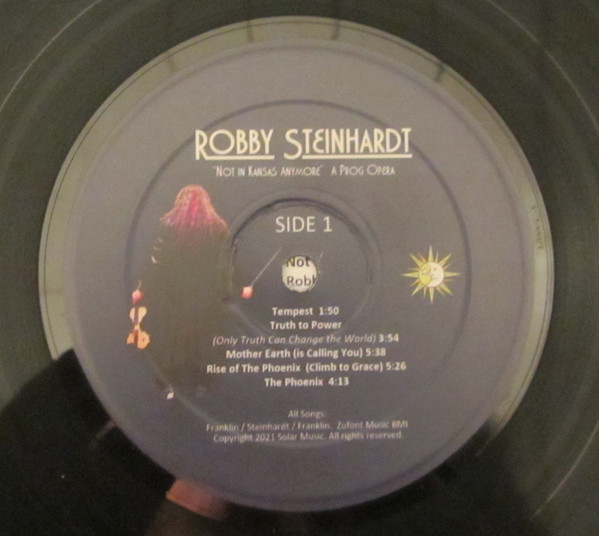 ROBBY STEINHARDT
"NOT IN KANSAS ANYMORE" A PROG OPERA
SIDE 1
Not
Robb
Tempest 1:50
Truth to Power
(Only Truth Can Change the World) 3:54
Mother Earth (is Calling You) 5:38
Rise of The Phoenix (Climb to Grace) 5:26
The Phoenix 4:13
All Songs:
Franklin / Steinhardt / Franklin. Zufont Music BMI
Copyright 2021 Solar Music. All rights reserved.